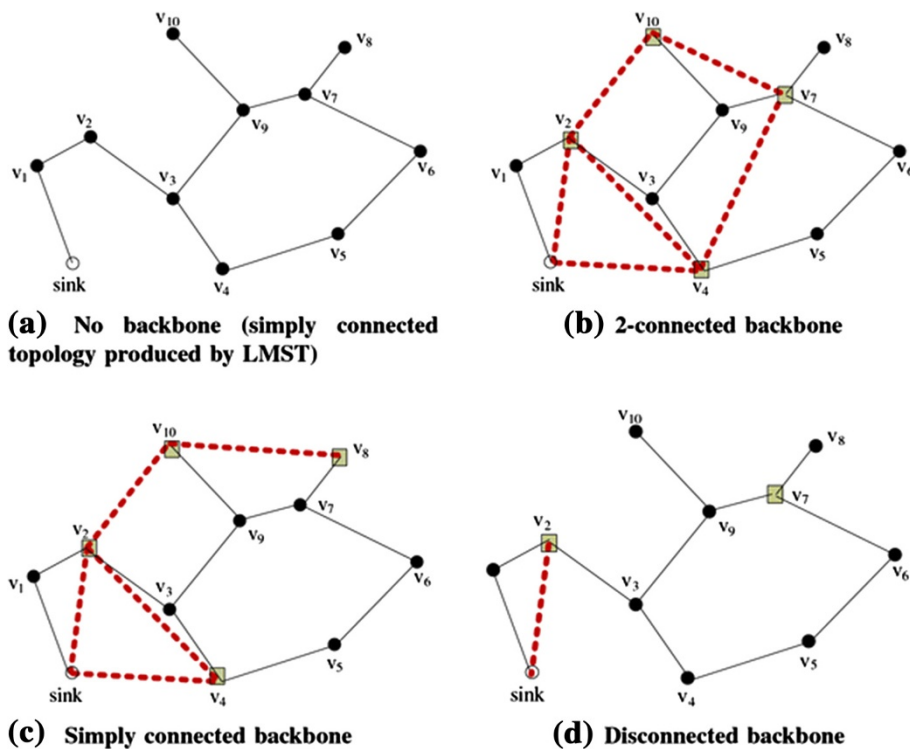 v10
v8
v7
v2
v9
v1
v3
v6
v5
sink
v4
(a) No backbone (simply connected
topology produced by LMST)
v10
v8
v7
v2
v9
v1
v3
v6
v5
sink
v4
(b) 2-connected backbone
v10
v8
v7
v2
v9
v1
v3
v6
v5
sink
v4
(c) Simply connected backbone
v10
v8
v7
v2
v9
v3
v6
v5
sink
v4
(d) Disconnected backbone